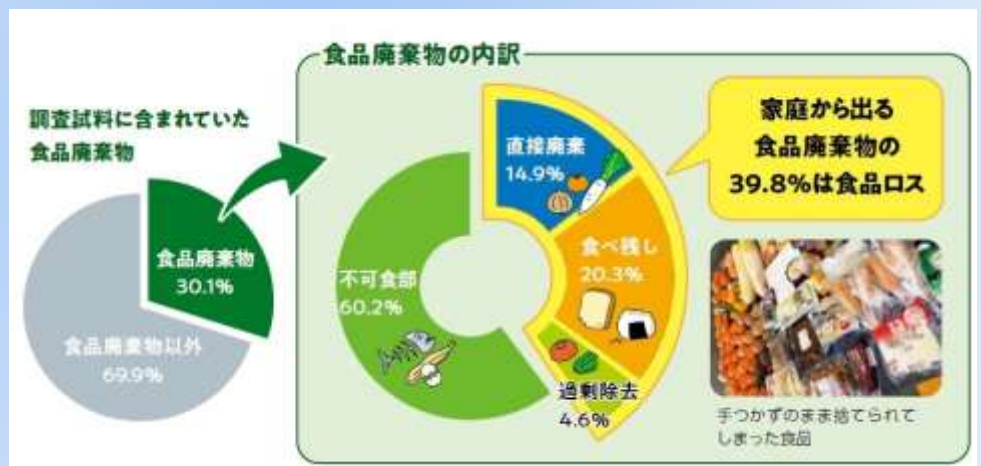 食品廃棄物の内訳
調査試料に含まれていた
食品廃棄物
食品廃棄物
30.1%
食品廃棄物以外
69.9%
直接廃棄
14.9%
食べ残し
20.3%
過剰除去
4.6%
不可食部
60.2%
家庭から出る
食品廃棄物の
39.8%は食品ロス
手つかずのまま捨てられて
しまった食品